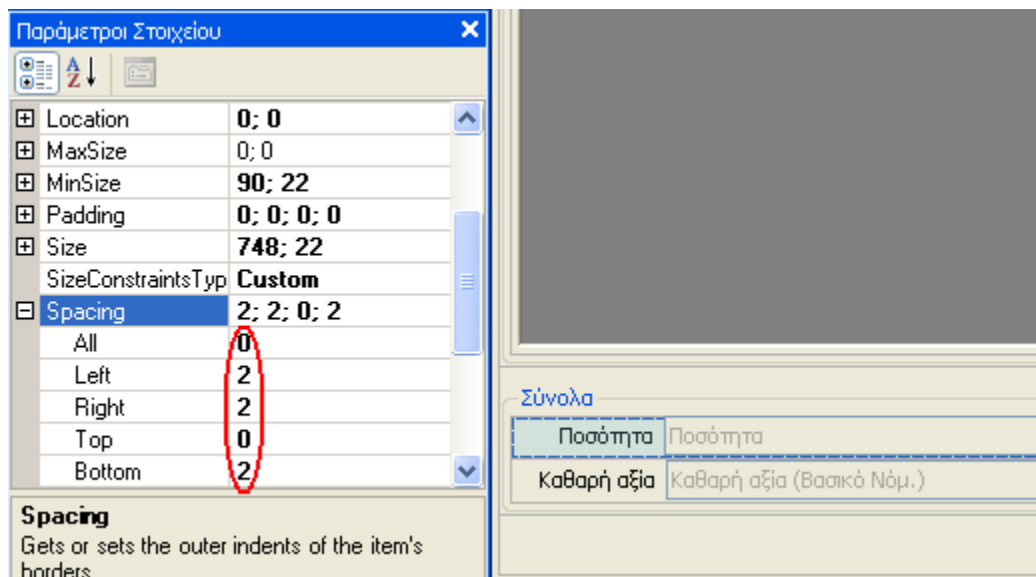 Παράμετροι Στοιχείου
Location 0; 0
MaxSize 0; 0
MinSize 90; 22
Padding 0; 0; 0; 0
Size 748; 22
SizeConstraintsTyp Custom
Spacing 2; 2; 0; 2
All 0
Left 2
Right 2
Top 0
Bottom 2
Spacing
Gets or sets the outer indents of the item's
borders
Σύνολα
Ποσότητα Ποσότητα
Καθαρή αξία Καθαρή αξία (Βασικό Νόμ.)